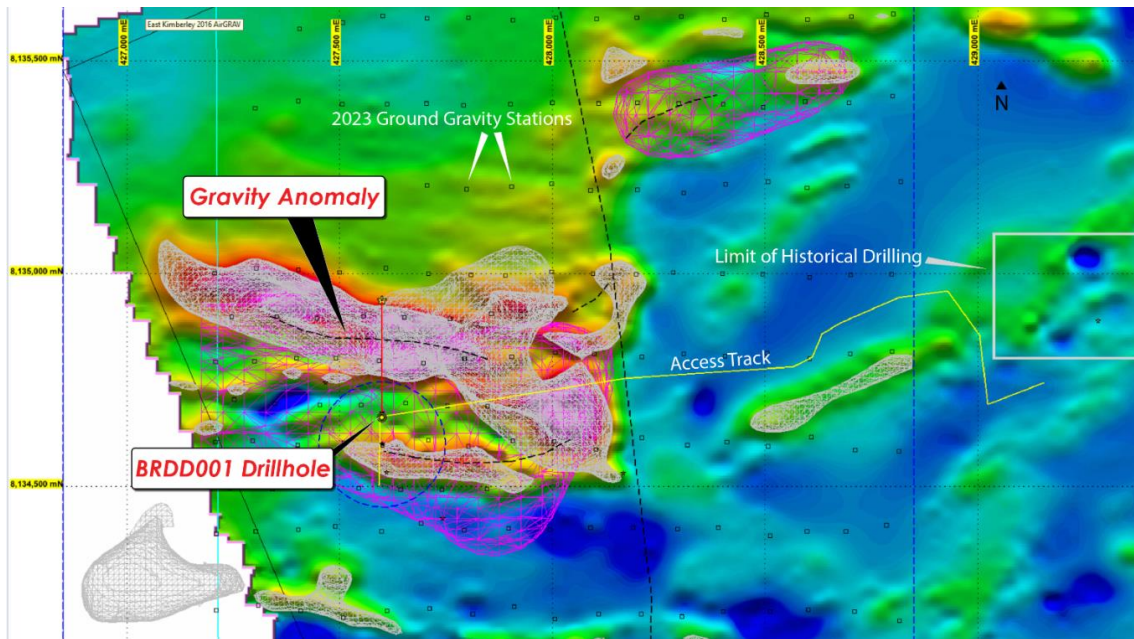 East Kimberley 2016 AirGRAV
427,000 mE
427,500 mE
428,000 mE
428,500 mE
429,000 mE
8,135,500 mN
N
2023 Ground Gravity Stations
Gravity Anomaly
Limit of Historical Drilling
8,135,000 mN
Access Track
BRDD001 Drillhole
8,134,500 mN